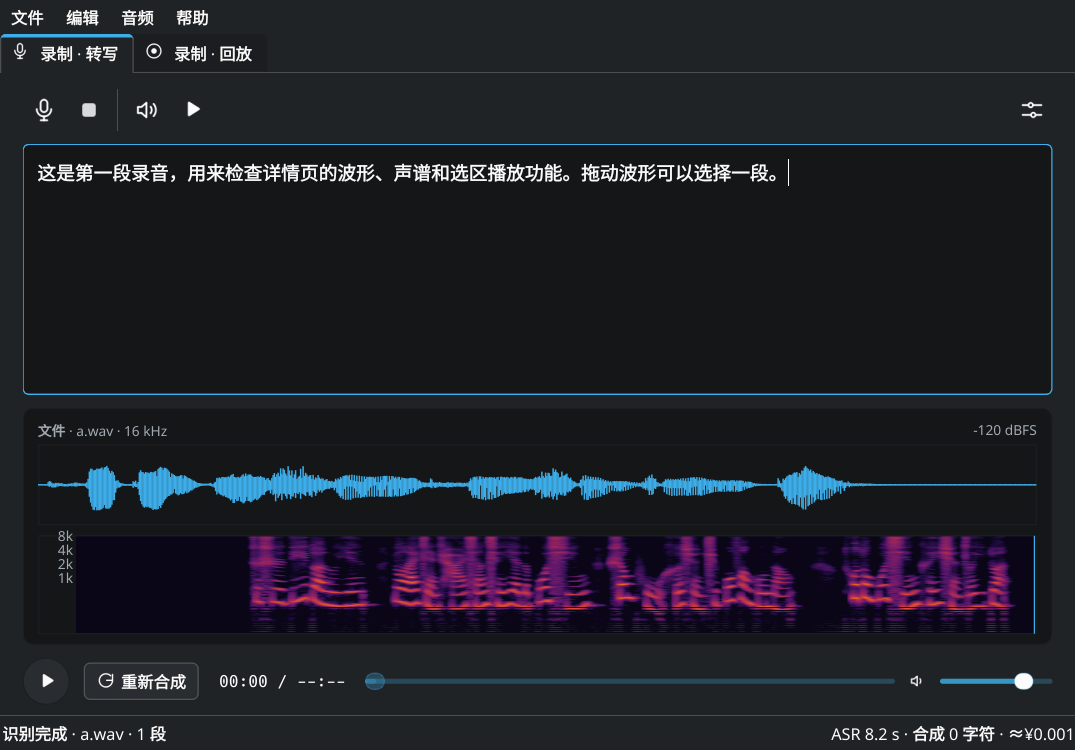 文件 编辑 音频 帮助
录制 · 转写 录制 · 回放
这是第一段录音，用来检查详情页的波形、声谱和选区播放功能。拖动波形可以选择一段。
文件 · a.wav · 16 kHz -120 dBFS
8k
4k
2k
1k
重新合成 00:00 / --:--
识别完成 · a.wav · 1 段 ASR 8.2 s · 合成 0 字符 · ≈¥0.001